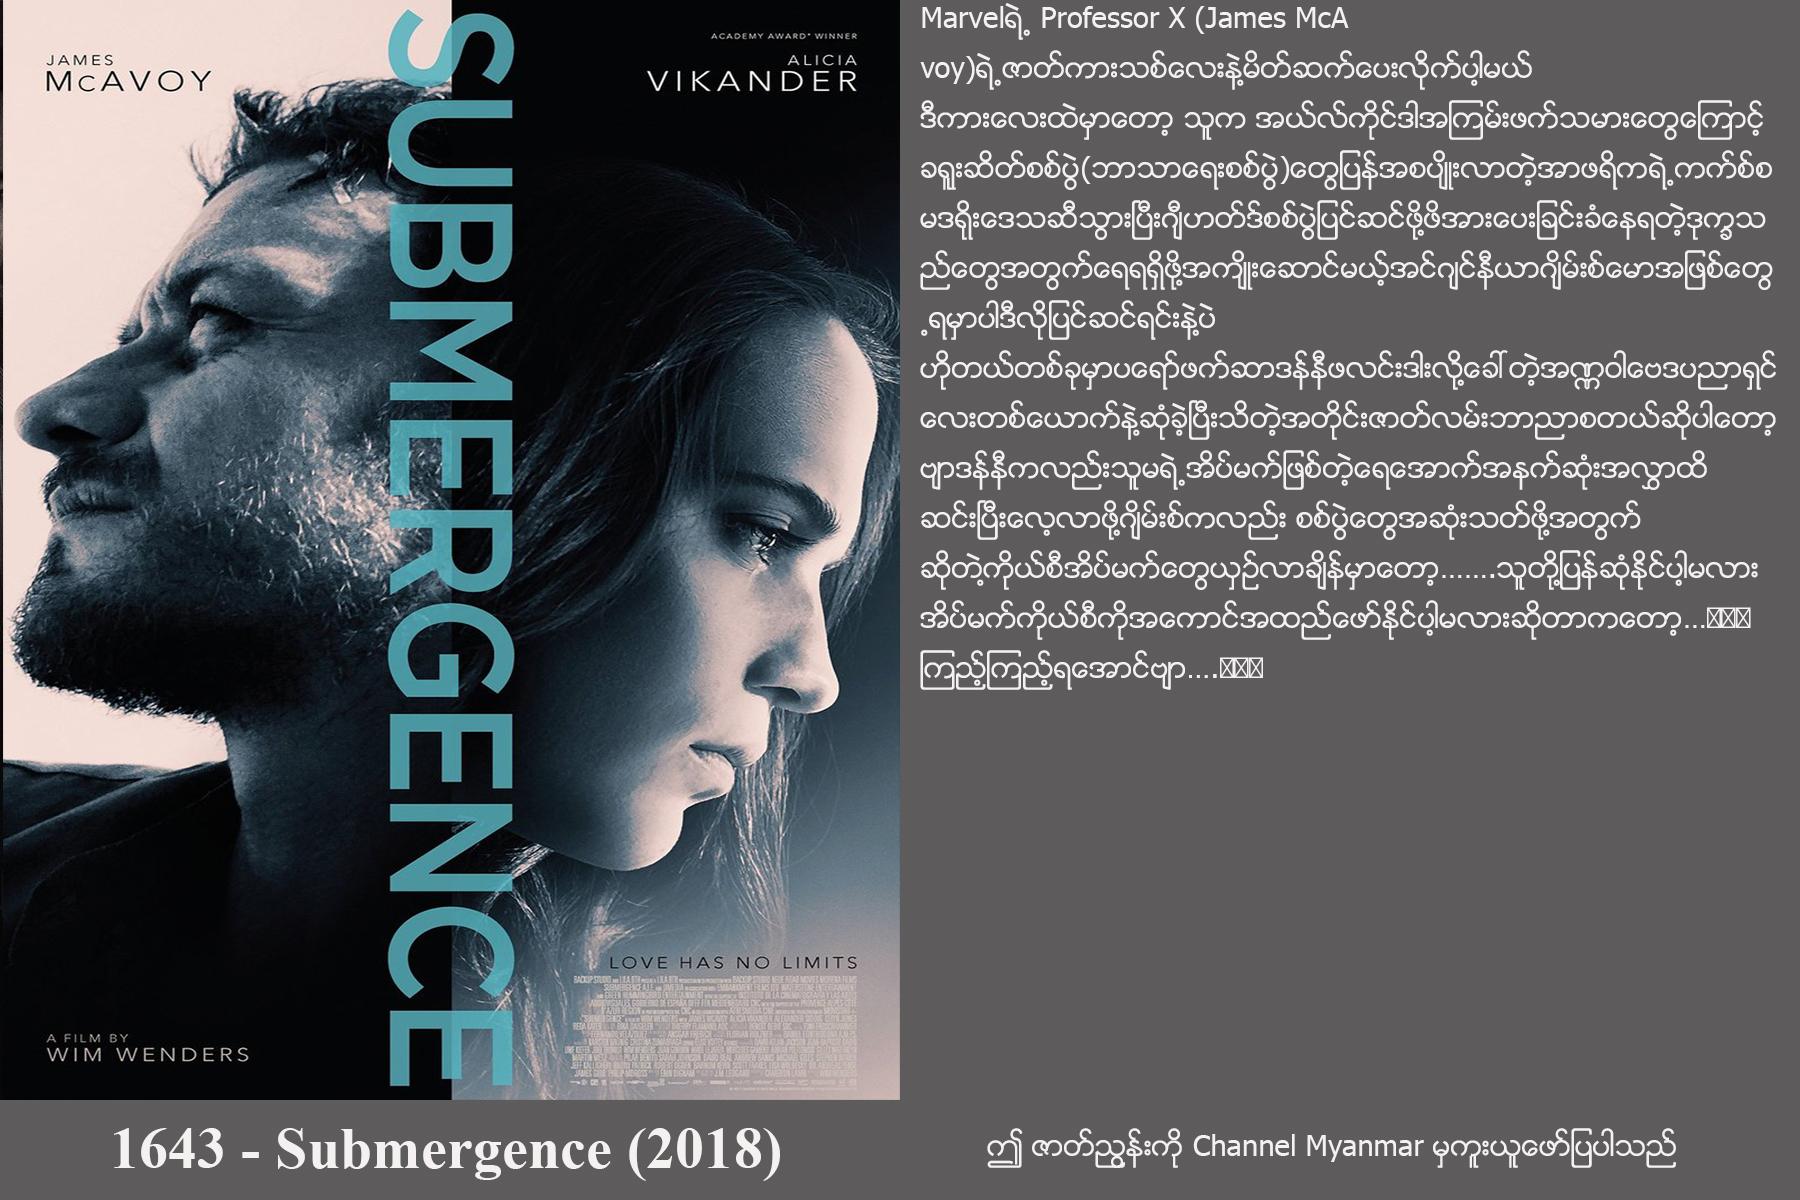 JAMES
McAVOY
SUBMERGENCE
ACADEMY AWARD® WINNER
ALICIA
VIKANDER
LOVE HAS NO LIMITS
A FILM BY
WIM WENDERS
1643 - Submergence (2018)
Marvelရဲ့ Professor X (James McA
voy)ရဲ့ဇာတ်ကားသစ်လေးနဲ့မိတ်ဆက်ပေးလိုက်ပါ့မယ်
ဒီကားလေးထဲမှာတော့ သူက အယ်လ်ကိုင်ဒါအကြမ်းဖက်သမားတွေကြောင့်
ခရူးဆိတ်စစ်ပွဲ(ဘာသာရေးစစ်ပွဲ)တွေပြန်အစပျိုးလာတဲ့အာဖရိကရဲ့ကက်စ်စ
မဒရိုးဒေသဆီသွားပြီးဂျီဟတ်ဒ်စစ်ပွဲပြင်ဆင်ဖို့ဖိအားပေးခြင်းခံနေရတဲ့ဒုက္ခသ
ည်တွေအတွက်ရေရရှိဖို့အကျိုးဆောင်မယ့်အင်ဂျင်နီယာဂျိမ်းစ်မောအဖြစ်တွေ
့ရမှာပါဒီလိုပြင်ဆင်ရင်းနဲ့ပဲ
ဟိုတယ်တစ်ခုမှာပရော်ဖက်ဆာဒန်နီဖလင်းဒါးလို့ခေါ်တဲ့အဏ္ဏဝါဗေဒပညာရှင်
လေးတစ်ယောက်နဲ့ဆုံခဲ့ပြီးသိတဲ့အတိုင်းဇာတ်လမ်းဘာညာစတယ်ဆိုပါတော့
ဗျာဒန်နီကလည်းသူမရဲ့အိပ်မက်ဖြစ်တဲ့ရေအောက်အနက်ဆုံးအလွှာထိ
ဆင်းပြီးလေ့လာဖို့ဂျိမ်းစ်ကလည်း စစ်ပွဲတွေအဆုံးသတ်ဖို့အတွက်
ဆိုတဲ့ကိုယ်စီအိပ်မက်တွေယှဉ်လာချိန်မှာတော့.......သူတို့ပြန်ဆုံနိုင်ပါ့မလား
အိပ်မက်ကိုယ်စီကိုအကောင်အထည်ဖော်နိုင်ပါ့မလားဆိုတာကတော့...
ကြည့်ကြည့်ရအောင်ဗျာ....
ဤ ဇာတ်ညွှန်းကို Channel Myanmar မှကူးယူဖော်ပြပါသည်